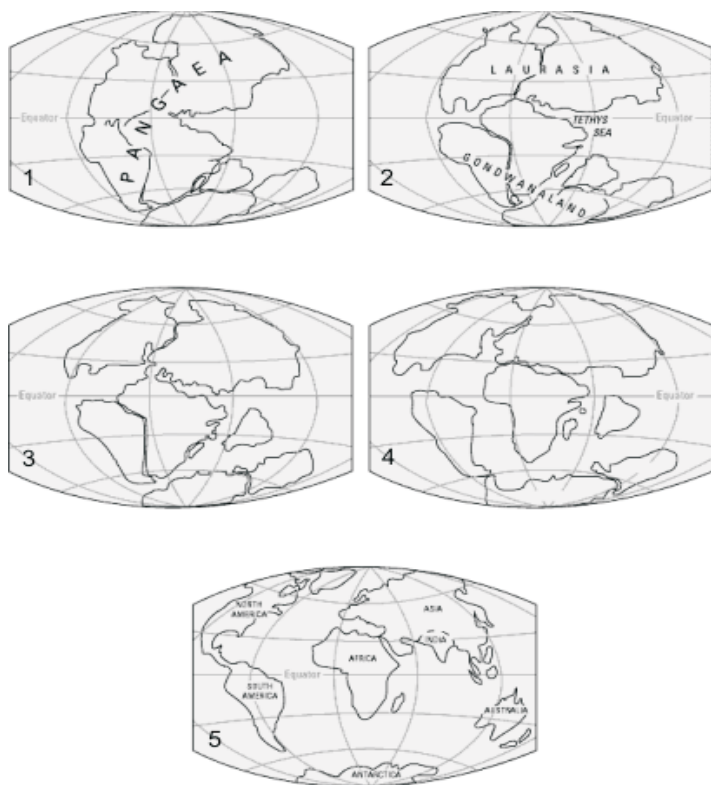 PANGAEA
Equator
1
LAURASIA
TETHYS
SEA
Equator
GONDWANALAND
2
Equator
3
Equator
4
NORTH
AMERICA
ASIA
INDIA
AFRICA
Equator
SOUTH
AMERICA
AUSTRALIA
5
ANTARCTICA